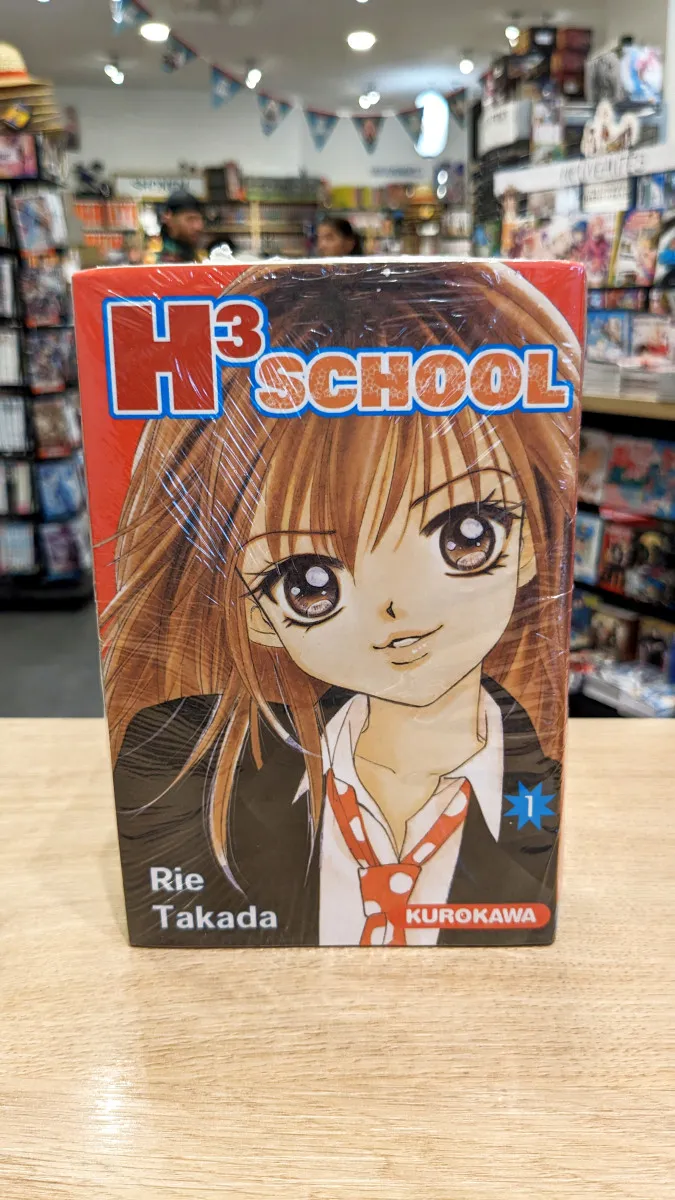 H³ SCHOOL
1
Rie
Takada
KUROKAWA